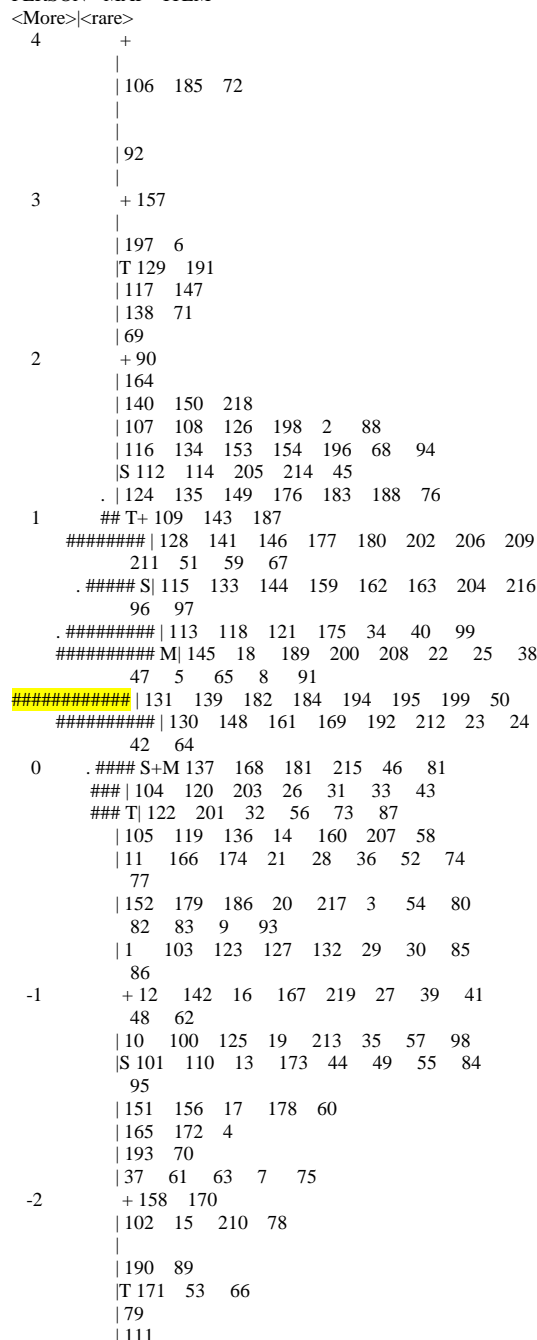 <More>|<rare>
4 +
|
| 106 185 72
|
|
| 92
|
3 + 157
|
| 197 6
|T 129 191
| 117 147
| 138 71
| 69
2 + 90
| 164
| 140 150 218
| 107 108 126 198 2 88
| 116 134 153 154 196 68 94
|S 112 114 205 214 45
. | 124 135 149 176 183 188 76
1 ## T+ 109 143 187
######## | 128 141 146 177 180 202 206 209
211 51 59 67
. ##### S| 115 133 144 159 162 163 204 216
96 97
. ######### | 113 118 121 175 34 40 99
########## M| 145 18 189 200 208 22 25 38
47 5 65 8 91
############ | 131 139 182 184 194 195 199 50
########## | 130 148 161 169 192 212 23 24
42 64
0 . #### S+M 137 168 181 215 46 81
### | 104 120 203 26 31 33 43
### T| 122 201 32 56 73 87
| 105 119 136 14 160 207 58
| 11 166 174 21 28 36 52 74
77
| 152 179 186 20 217 3 54 80
82 83 9 93
| 1 103 123 127 132 29 30 85
86
-1 + 12 142 16 167 219 27 39 41
48 62
| 10 100 125 19 213 35 57 98
|S 101 110 13 173 44 49 55 84
95
| 151 156 17 178 60
| 165 172 4
| 193 70
| 37 61 63 7 75
-2 + 158 170
| 102 15 210 78
|
| 190 89
|T 171 53 66
| 79
| 111